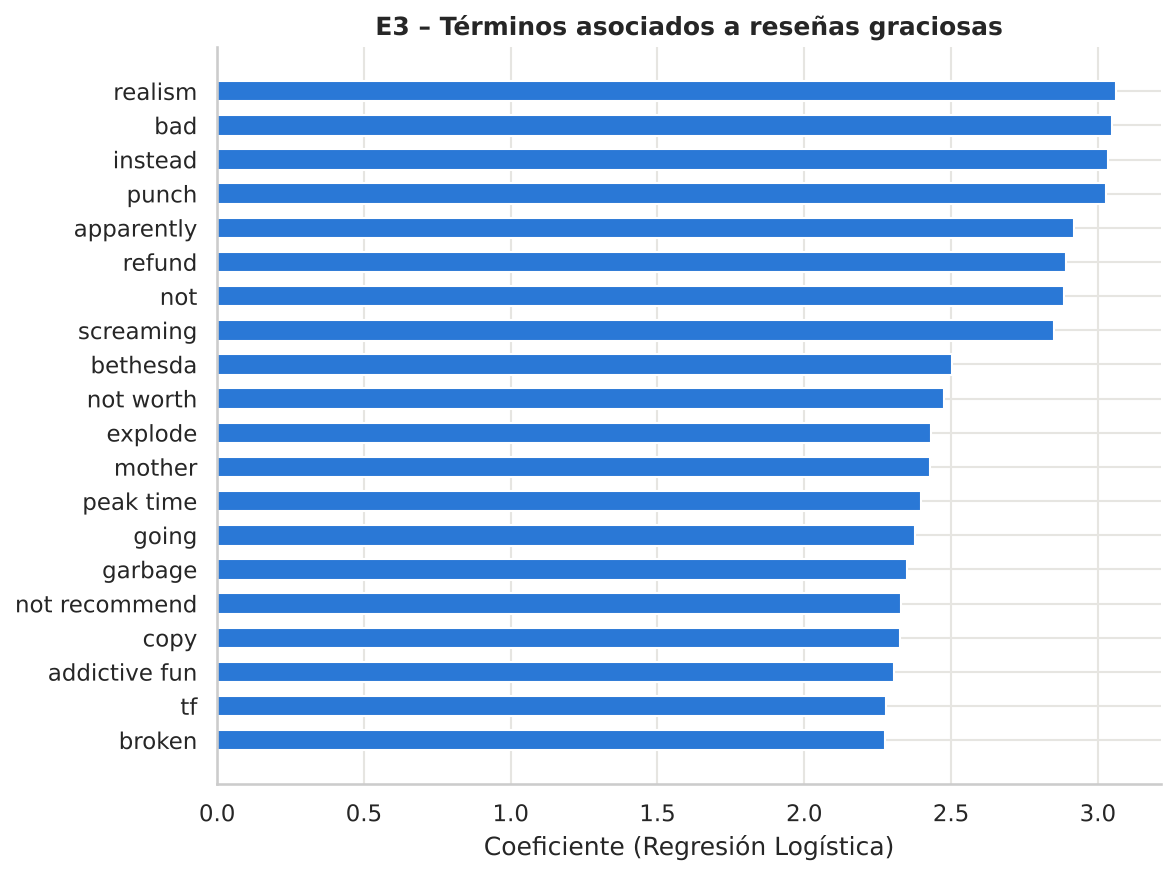 E3 – Términos asociados a reseñas graciosas
realism
bad
instead
punch
apparently
refund
not
screaming
bethesda
not worth
explode
mother
peak time
going
garbage
not recommend
copy
addictive fun
tf
broken
0.0 0.5 1.0 1.5 2.0 2.5 3.0
Coeficiente (Regresión Logística)